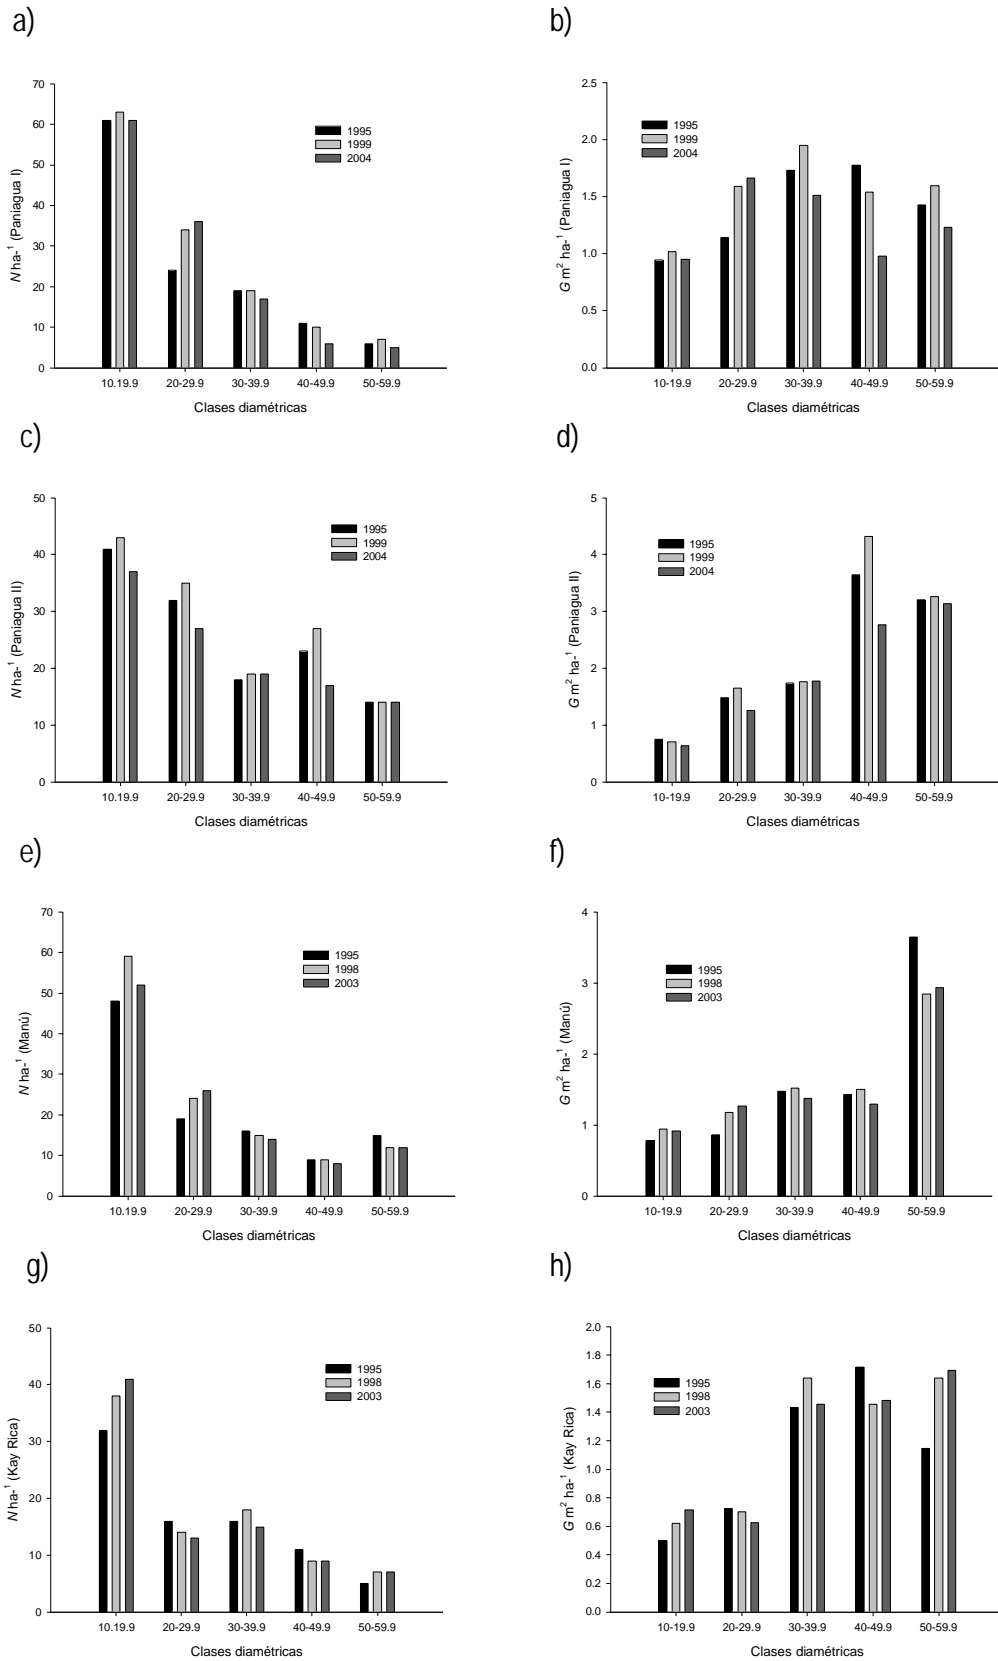 a)
70
60
50
40
30
20
10
0
N ha-¹ (Paniagua I)
1995
1999
2004
10.19.9 20-29.9 30-39.9 40-49.9 50-59.9
Clases diamétricas
b)
2.5
2.0
1.5
1.0
0.5
0.0
G m² ha-¹ (Paniagua I)
1995
1999
2004
10-19.9 20-29.9 30-39.9 40-49.9 50-59.9
Clases diamétricas
c)
50
40
30
20
10
0
N ha-¹ (Paniagua II)
1995
1999
2004
10.19.9 20-29.9 30-39.9 40-49.9 50-59.9
Clases diamétricas
d)
5
4
3
2
1
0
G m² ha-¹ (Paniagua II)
1995
1999
2004
10-19.9 20-29.9 30-39.9 40-49.9 50-59.9
Clases diamétricas
e)
70
60
50
40
30
20
10
0
N ha-¹ (Manú)
1995
1998
2003
10.19.9 20-29.9 30-39.9 40-49.9 50-59.9
Clases diamétricas
f)
4
3
2
1
0
G m² ha-¹ (Manú)
1995
1998
2003
10-19.9 20-29.9 30-39.9 40-49.9 50-59.9
Clases diamétricas
g)
50
40
30
20
10
0
N ha-¹ (Kay Rica)
1995
1998
2003
10.19.9 20-29.9 30-39.9 40-49.9 50-59.9
Clases diamétricas
h)
2.0
1.8
1.6
1.4
1.2
1.0
0.8
0.6
0.4
0.2
0.0
G m² ha-¹ (Kay Rica)
1995
1998
2003
10-19.9 20-29.9 30-39.9 40-49.9 50-59.9
Clases diamétricas